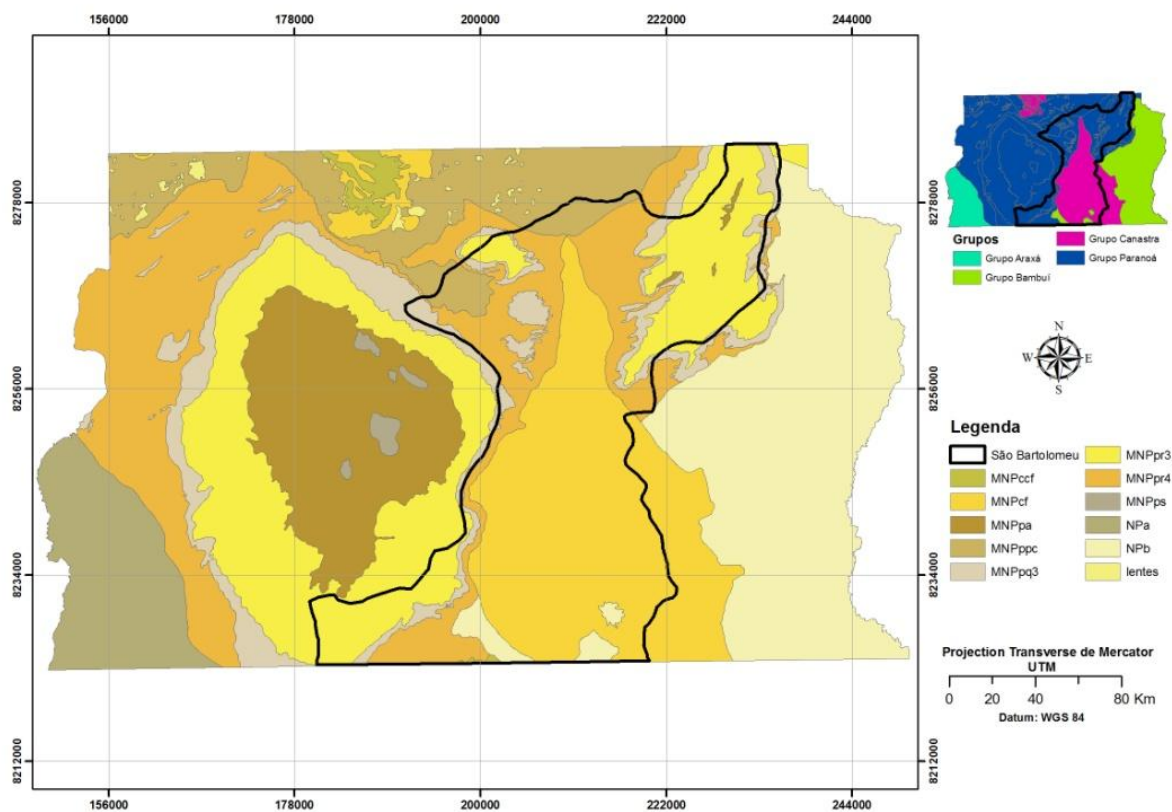 156000 178000 200000 222000 244000
8278000 8278000
8256000 8256000
8234000 8234000
8212000 8212000
156000 178000 200000 222000 244000
Grupos
Grupo Araxá
Grupo Bambuí
Grupo Canastra
Grupo Paranoá
N
W E
S
Legenda
São Bartolomeu
MNPccf
MNPcf
MNPpa
MNPppc
MNPpq3
MNPpr3
MNPpr4
MNPps
NPa
NPb
lentes
Projection Transverse de Mercator
UTM
0 20 40 60 80 Km
Datum: WGS 84